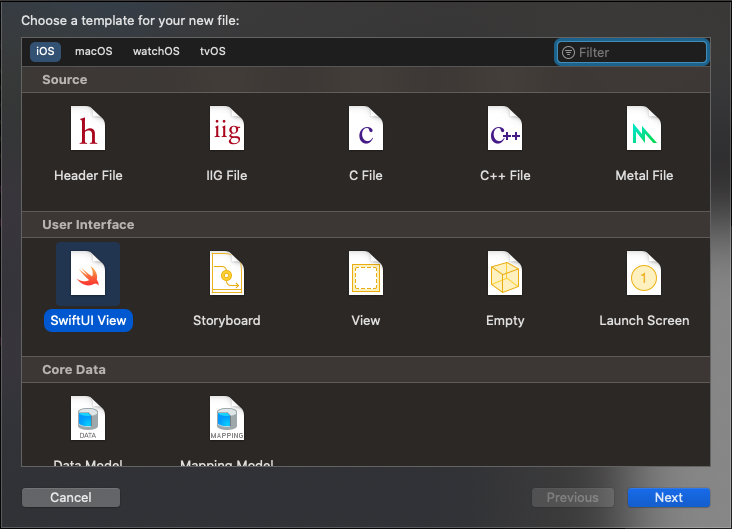 Choose a template for your new file:
iOS macOS watchOS tvOS Filter
Source
h iig c c++
Header File IIG File C File C++ File Metal File
User Interface
1
SwiftUI View Storyboard View Empty Launch Screen
Core Data
DATA MAPPING
Data Model Mapping Model
Cancel Previous Next